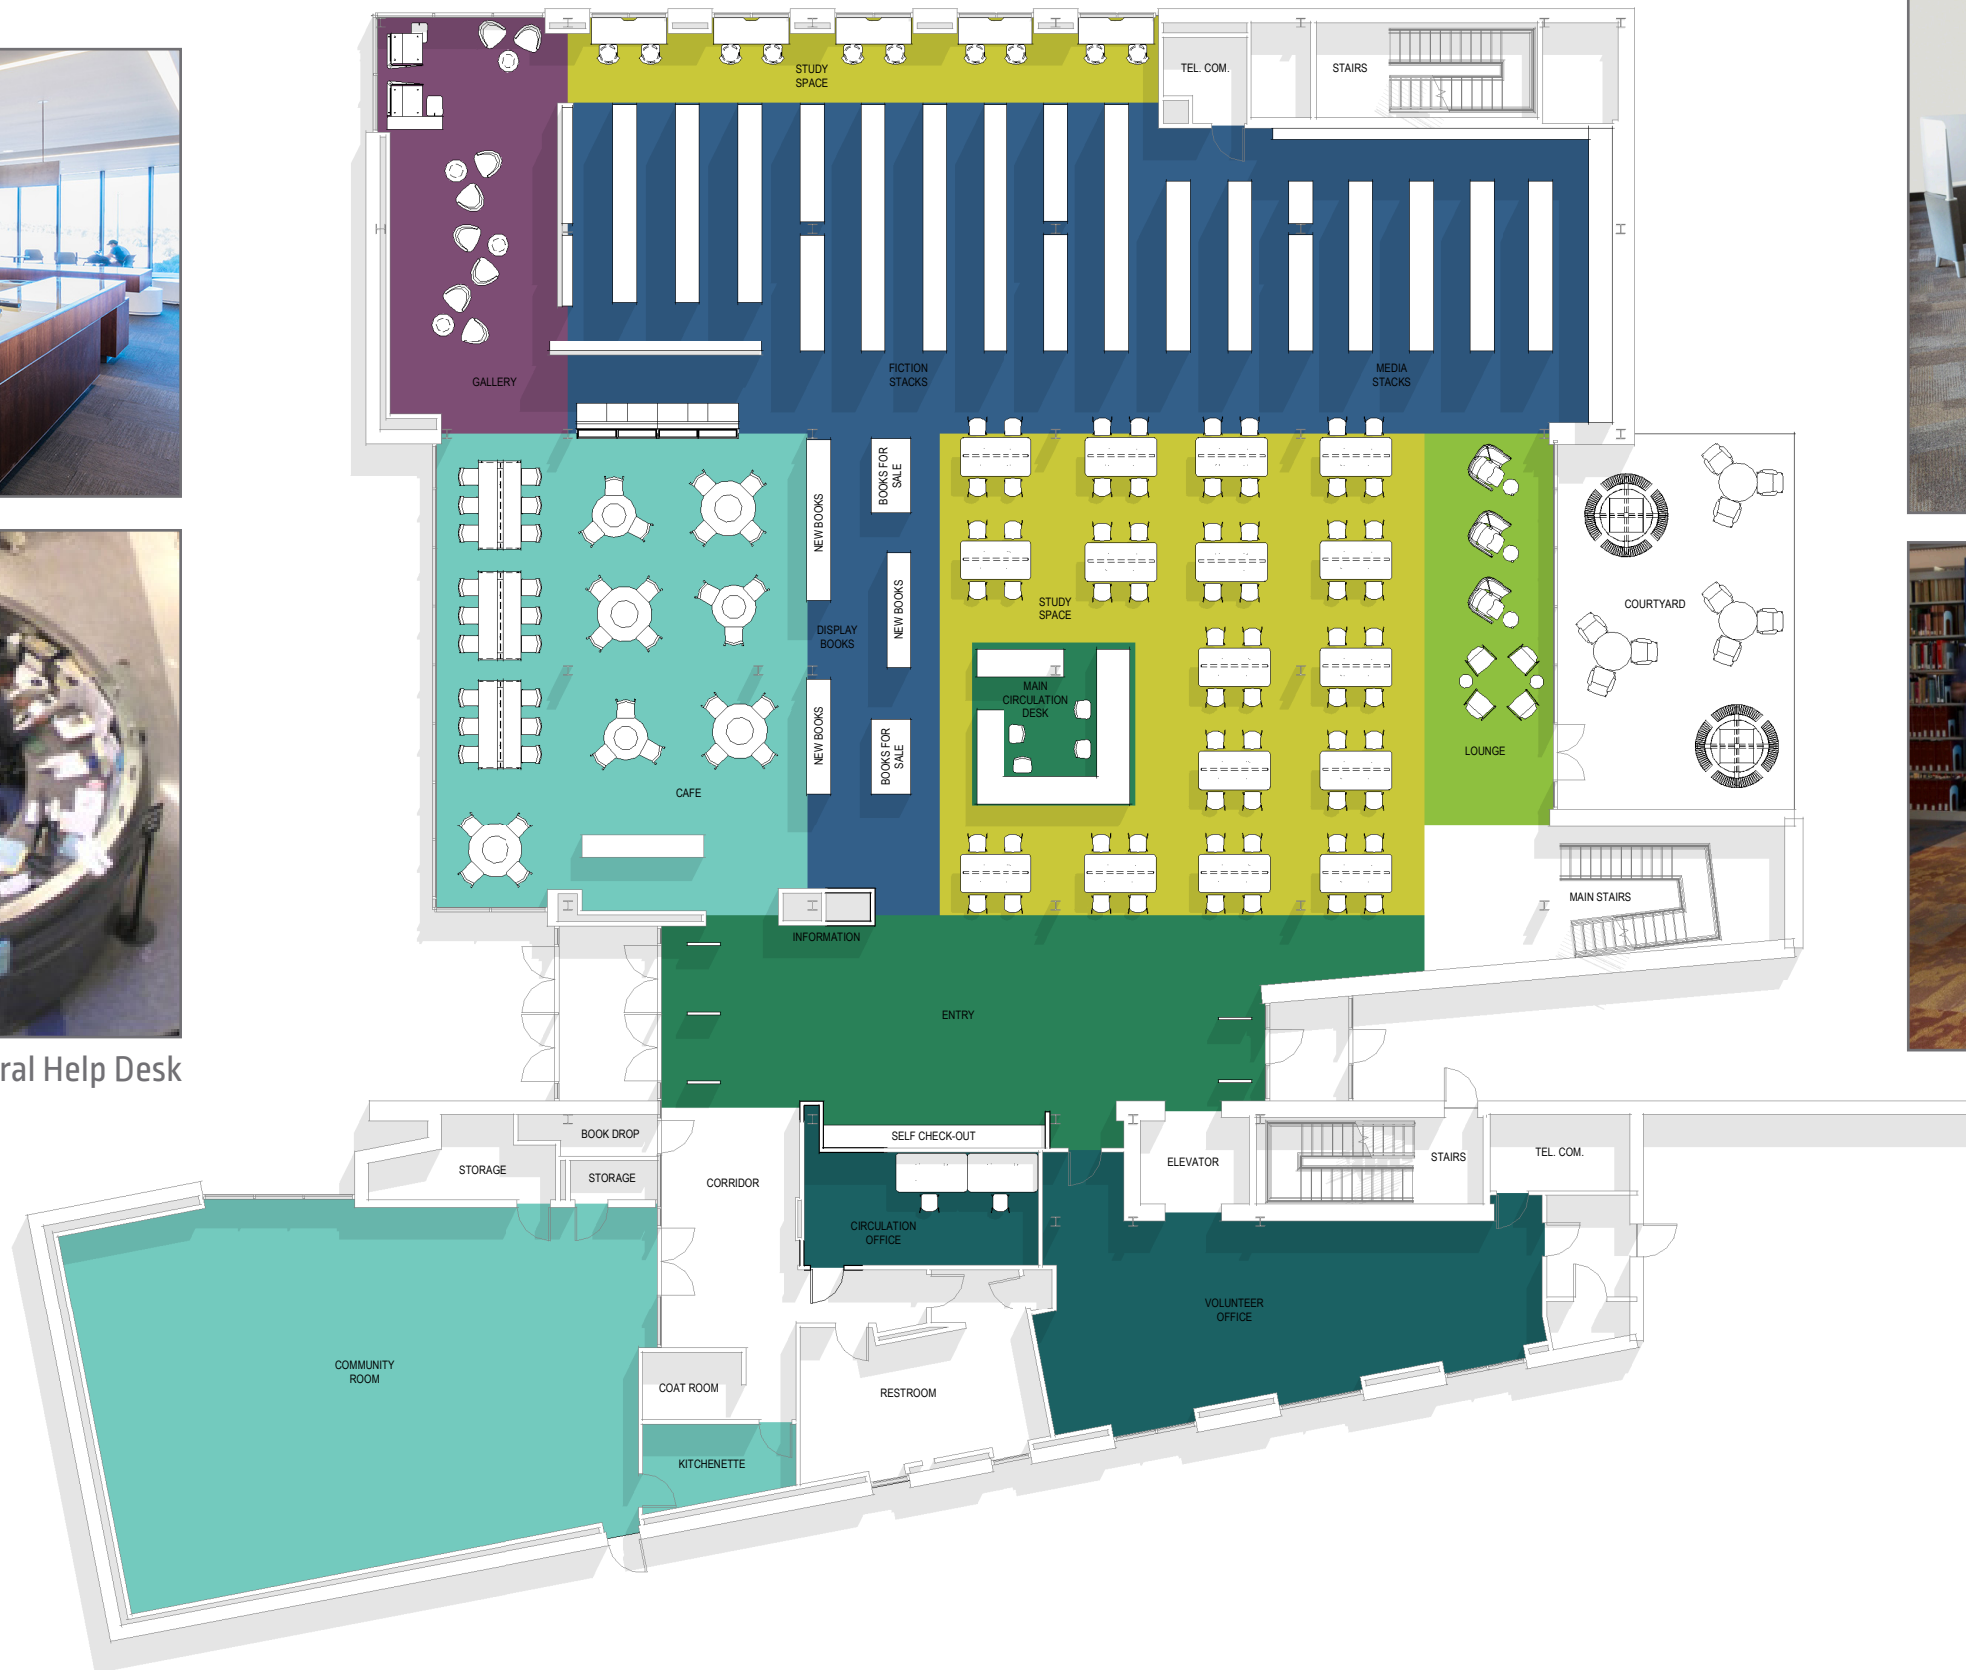 STUDY
SPACE
TEL. COM.
STAIRS
GALLERY
FICTION
STACKS
MEDIA
STACKS
BOOKS FOR
SALE
NEW BOOKS
NEW BOOKS
DISPLAY
BOOKS
STUDY
SPACE
COURTYARD
MAIN
CIRCULATION
DESK
NEW BOOKS
BOOKS FOR
SALE
LOUNGE
CAFE
MAIN STAIRS
INFORMATION
ENTRY
ral Help Desk
BOOK DROP
SELF CHECK-OUT
STORAGE
STORAGE
CORRIDOR
ELEVATOR
STAIRS
TEL. COM.
CIRCULATION
OFFICE
VOLUNTEER
OFFICE
COMMUNITY
ROOM
COAT ROOM
RESTROOM
KITCHENETTE